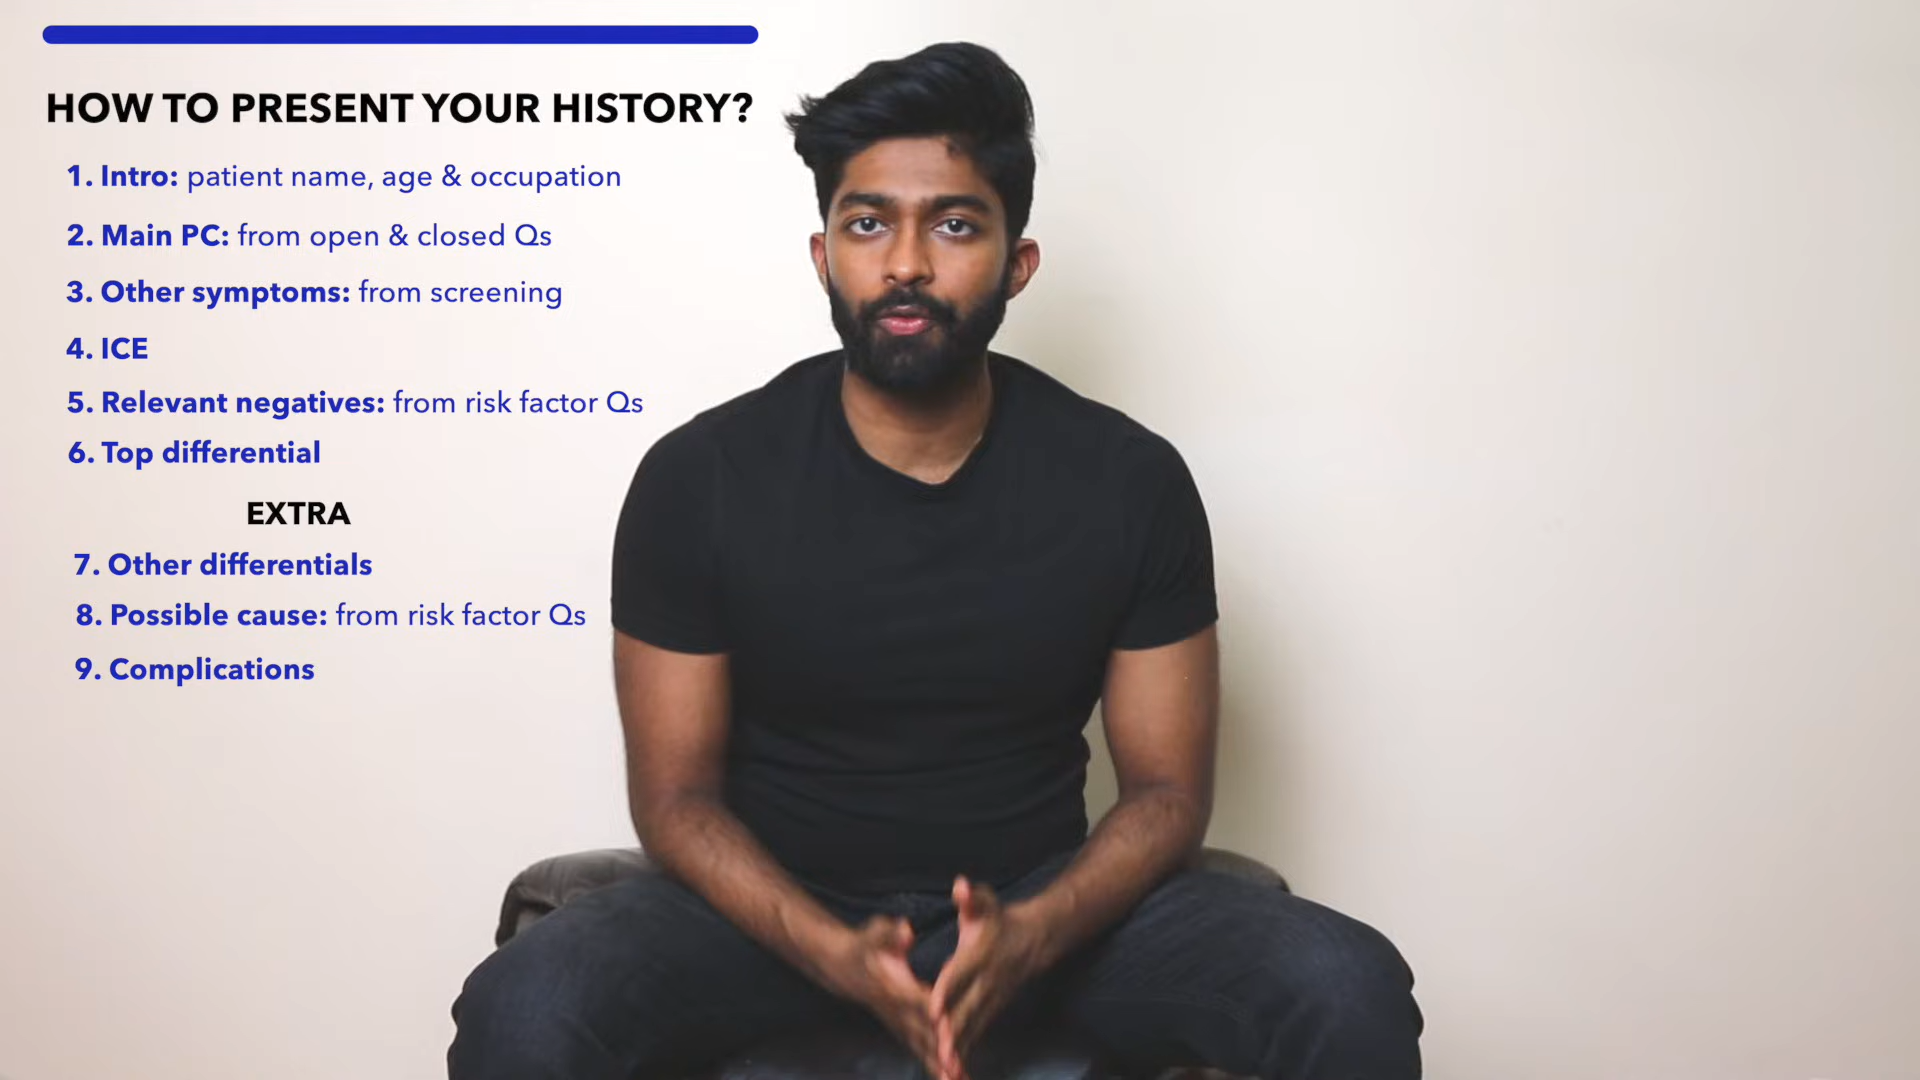 HOW TO PRESENT YOUR HISTORY?
1. Intro: patient name, age & occupation
2. Main PC: from open & closed Qs
3. Other symptoms: from screening
4. ICE
5. Relevant negatives: from risk factor Qs
6. Top differential
EXTRA
7. Other differentials
8. Possible cause: from risk factor Qs
9. Complications